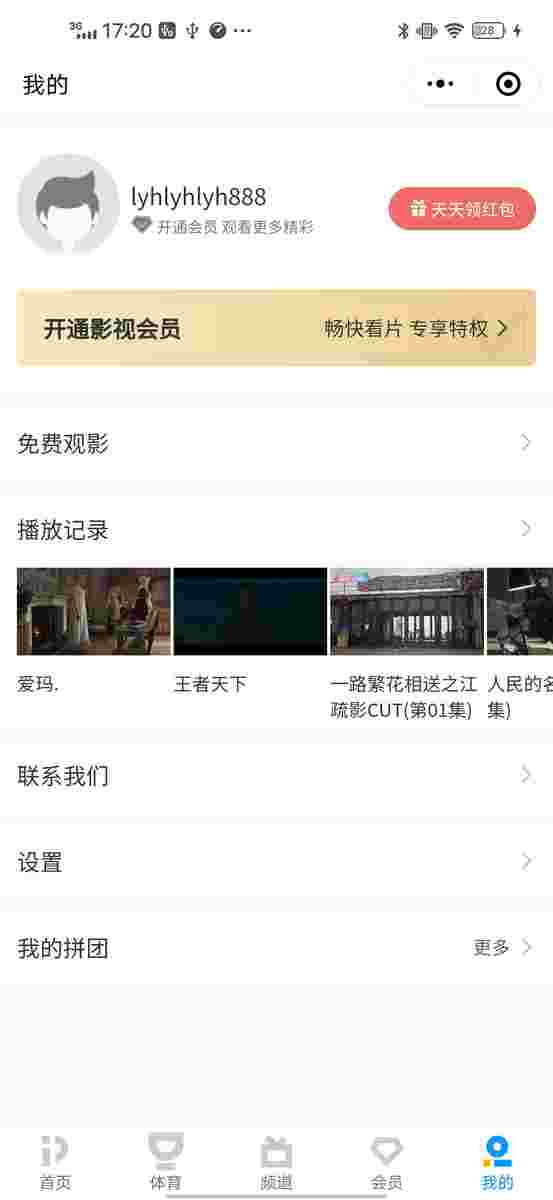 3G 17:20 28
我的
lyhlyhlyh888
开通会员 观看更多精彩
天天领红包
开通影视会员
畅快看片 专享特权
免费观影
播放记录
爱玛.
王者天下
一路繁花相送之江
疏影CUT(第01集)
人民的名
集)
联系我们
设置
我的拼团
更多
首页
体育
频道
会员
我的